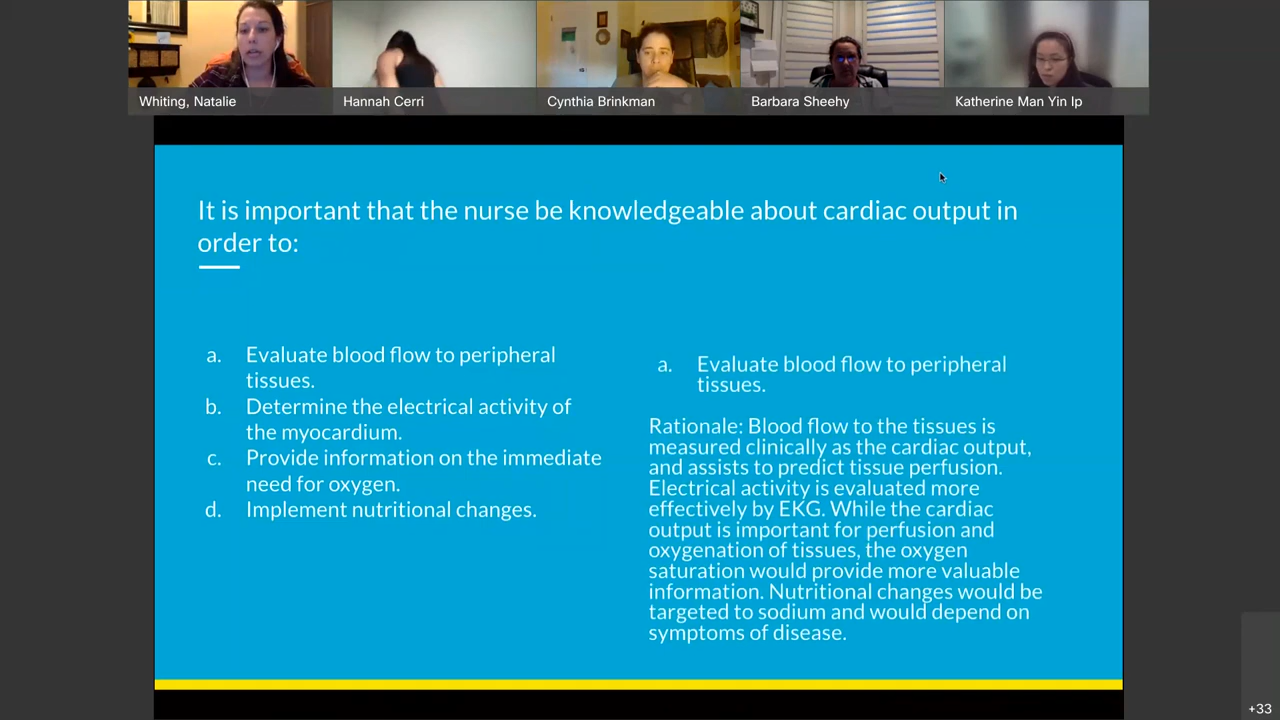 Whiting, Natalie
Hannah Cerri
Cynthia Brinkman
Barbara Sheehy
Katherine Man Yin Ip
It is important that the nurse be knowledgeable about cardiac output in
order to:
a. Evaluate blood flow to peripheral
tissues.
b. Determine the electrical activity of
the myocardium.
c. Provide information on the immediate
need for oxygen.
d. Implement nutritional changes.
a. Evaluate blood flow to peripheral
tissues.
Rationale: Blood flow to the tissues is
measured clinically as the cardiac output,
and assists to predict tissue perfusion.
Electrical activity is evaluated more
effectively by EKG. While the cardiac
output is important for perfusion and
oxygenation of tissues, the oxygen
saturation would provide more valuable
information. Nutritional changes would be
targeted to sodium and would depend on
symptoms of disease.
+33